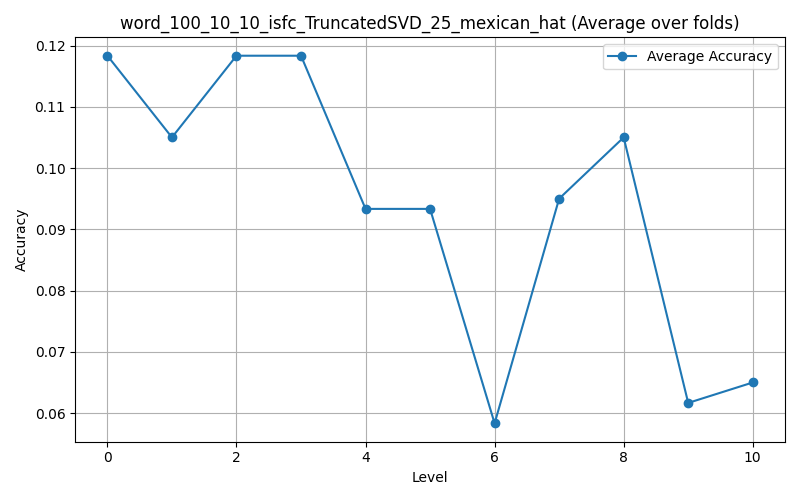 word_100_10_10_isfc_TruncatedSVD_25_mexican_hat (Average over folds)
Average Accuracy
0.12
0.11
0.10
0.09
0.08
0.07
0.06
Accuracy
0 2 4 6 8 10
Level